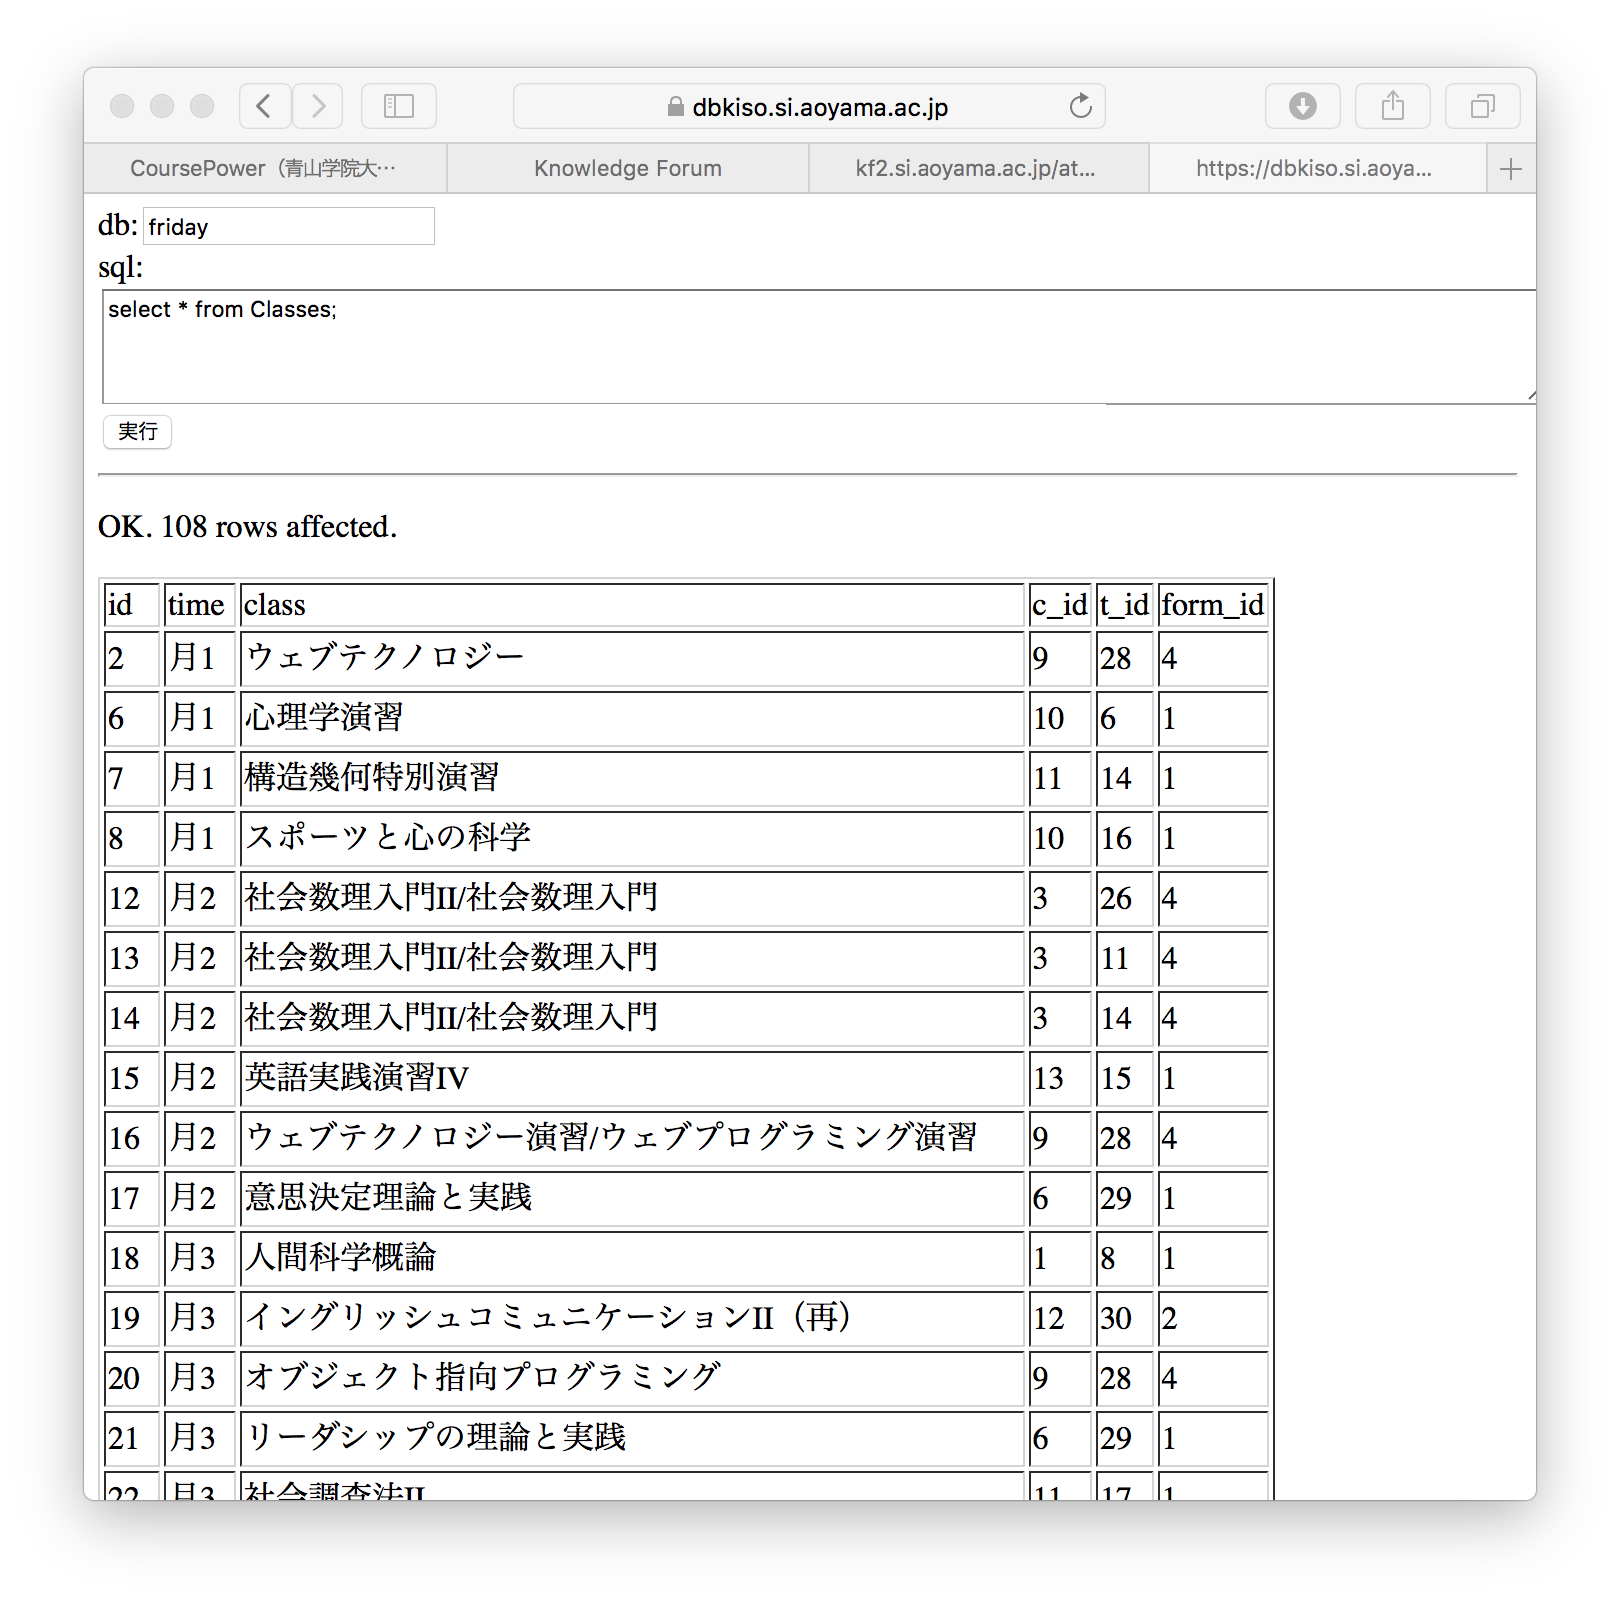 dbkiso.si.aoyama.ac.jp
CoursePower（青山学院大… Knowledge Forum kf2.si.aoyama.ac.jp/at... https://dbkiso.si.aoya...
db: friday
sql:
select * from Classes;
実行
OK. 108 rows affected.
id time class c_id t_id form_id
2 月1 ウェブテクノロジー 9 28 4
6 月1 心理学演習 10 6 1
7 月1 構造幾何特別演習 11 14 1
8 月1 スポーツと心の科学 10 16 1
12 月2 社会数理入門II/社会数理入門 3 26 4
13 月2 社会数理入門II/社会数理入門 3 11 4
14 月2 社会数理入門II/社会数理入門 3 14 4
15 月2 英語実践演習IV 13 15 1
16 月2 ウェブテクノロジー演習/ウェブプログラミング演習 9 28 4
17 月2 意思決定理論と実践 6 29 1
18 月3 人間科学概論 1 8 1
19 月3 イングリッシュコミュニケーションII（再） 12 30 2
20 月3 オブジェクト指向プログラミング 9 28 4
21 月3 リーダシップの理論と実践 6 29 1
22 月3 社会調査法II 11 17 1